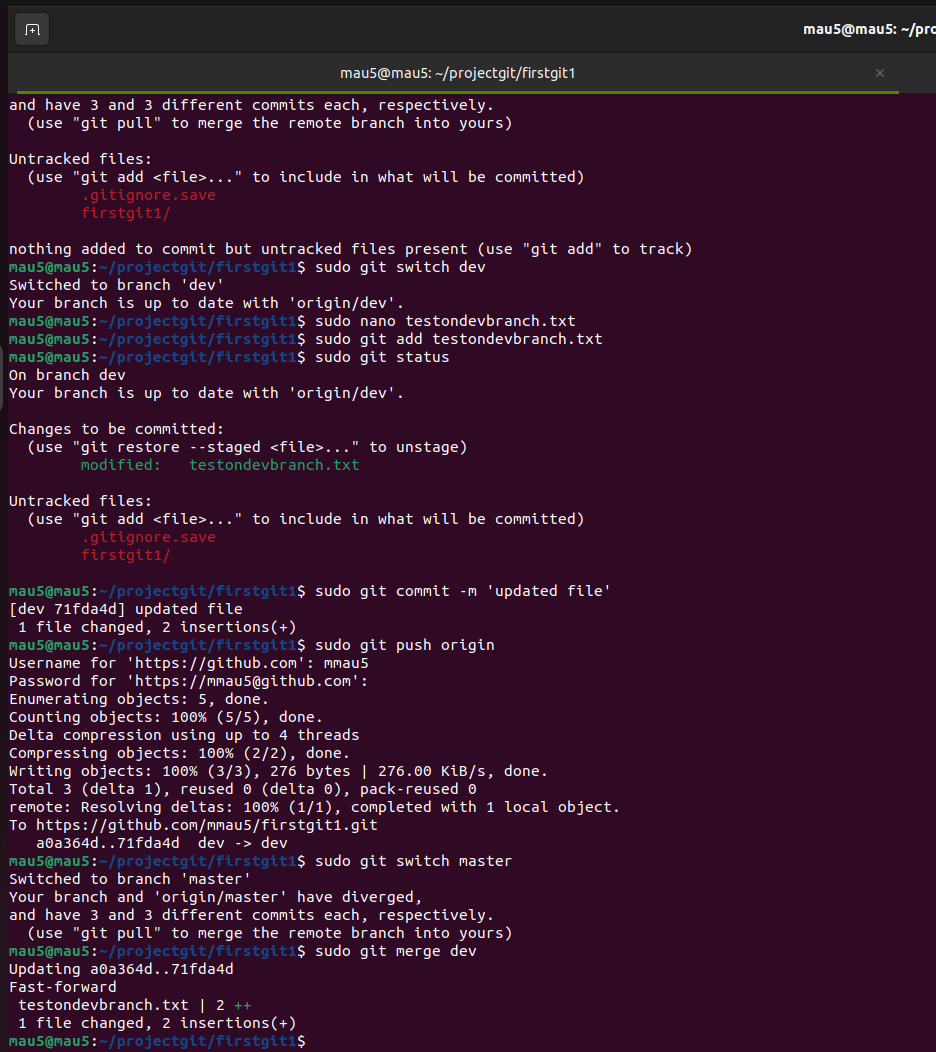 mau5@mau5: ~/pro
mau5@mau5: ~/projectgit/firstgit1 ×
and have 3 and 3 different commits each, respectively.
  (use "git pull" to merge the remote branch into yours)

Untracked files:
  (use "git add <file>..." to include in what will be committed)
        .gitignore.save
        firstgit1/

nothing added to commit but untracked files present (use "git add" to track)
mau5@mau5:~/projectgit/firstgit1$ sudo git switch dev
Switched to branch 'dev'
Your branch is up to date with 'origin/dev'.
mau5@mau5:~/projectgit/firstgit1$ sudo nano testondevbranch.txt
mau5@mau5:~/projectgit/firstgit1$ sudo git add testondevbranch.txt
mau5@mau5:~/projectgit/firstgit1$ sudo git status
On branch dev
Your branch is up to date with 'origin/dev'.

Changes to be committed:
  (use "git restore --staged <file>..." to unstage)
        modified:   testondevbranch.txt

Untracked files:
  (use "git add <file>..." to include in what will be committed)
        .gitignore.save
        firstgit1/

mau5@mau5:~/projectgit/firstgit1$ sudo git commit -m 'updated file'
[dev 71fda4d] updated file
 1 file changed, 2 insertions(+)
mau5@mau5:~/projectgit/firstgit1$ sudo git push origin
Username for 'https://github.com': mmau5
Password for 'https://mmau5@github.com':
Enumerating objects: 5, done.
Counting objects: 100% (5/5), done.
Delta compression using up to 4 threads
Compressing objects: 100% (2/2), done.
Writing objects: 100% (3/3), 276 bytes | 276.00 KiB/s, done.
Total 3 (delta 1), reused 0 (delta 0), pack-reused 0
remote: Resolving deltas: 100% (1/1), completed with 1 local object.
To https://github.com/mmau5/firstgit1.git
   a0a364d..71fda4d  dev -> dev
mau5@mau5:~/projectgit/firstgit1$ sudo git switch master
Switched to branch 'master'
Your branch and 'origin/master' have diverged,
and have 3 and 3 different commits each, respectively.
  (use "git pull" to merge the remote branch into yours)
mau5@mau5:~/projectgit/firstgit1$ sudo git merge dev
Updating a0a364d..71fda4d
Fast-forward
 testondevbranch.txt | 2 ++
 1 file changed, 2 insertions(+)
mau5@mau5:~/projectgit/firstgit1$